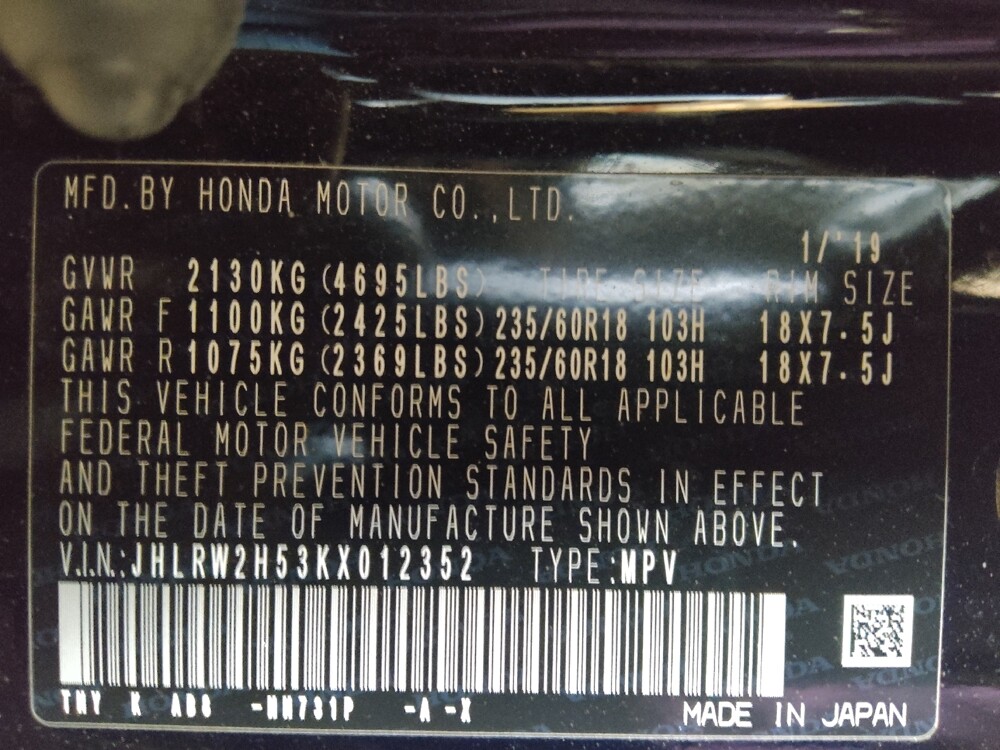 MFD.BY HONDA MOTOR CO.,LTD.
1/'19
GVWR 2130KG (4695LBS) TIRE SIZE RIM SIZE
GAWR F 1100KG (2425LBS) 235/60R18 103H 18X7.5J
GAWR R 1075KG (2369LBS) 235/60R18 103H 18X7.5J
THIS VEHICLE CONFORMS TO ALL APPLICABLE
FEDERAL MOTOR VEHICLE SAFETY
AND THEFT PREVENTION STANDARDS IN EFFECT
ON THE DATE OF MANUFACTURE SHOWN ABOVE.
V.I.N.:JHLRW2H53KX012352 TYPE:MPV
TNY K AB8 -NH731P -A -X
MADE IN JAPAN